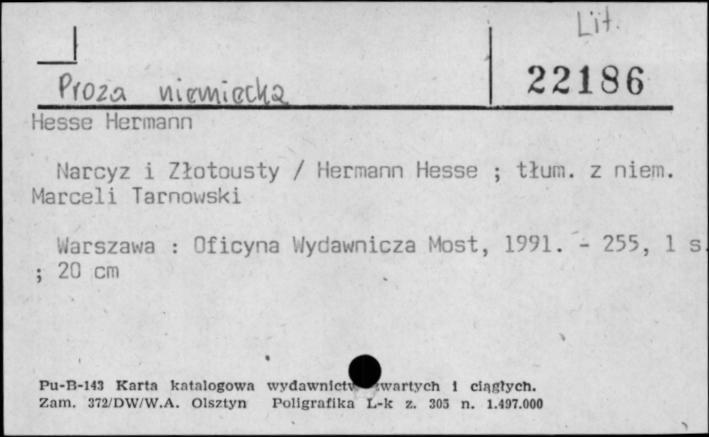 Lit.
22186
Proza niemiecka
Hesse Hermann
Narcyz i Złotousty / Hermann Hesse ; tłum. z niem.
Marceli Tarnowski
Warszawa : Oficyna Wydawnicza Most, 1991. - 255, 1 s.
; 20 cm
Pu-B-143 Karta katalogowa wydawnictw zwartych i ciągłych.
Zam. 372/DW/W.A. Olsztyn Poligrafika L-k z. 305 n. 1.497.000